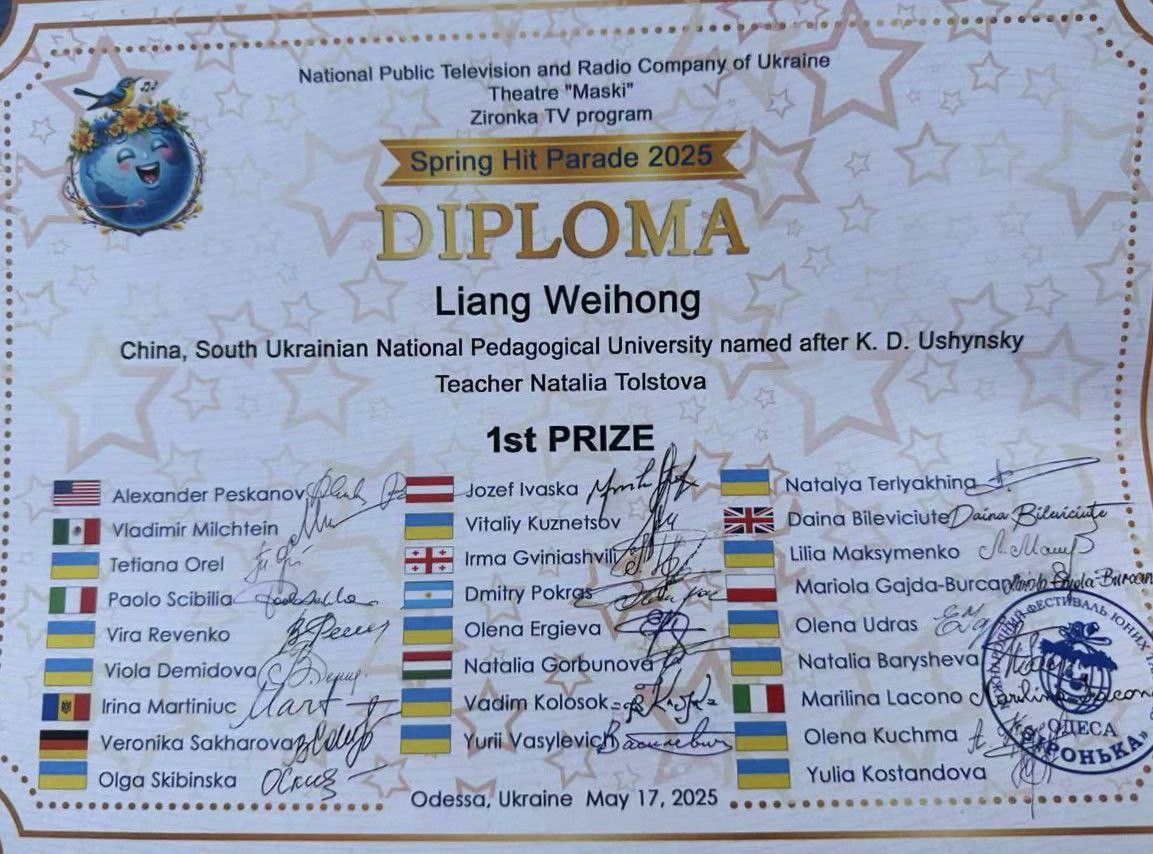 National Public Television and Radio Company of Ukraine
Theatre "Maski"
Zironka TV program
Spring Hit Parade 2025
DIPLOMA
Liang Weihong
China, South Ukrainian National Pedagogical University named after K. D. Ushynsky
Teacher Natalia Tolstova
1st PRIZE
Alexander Peskanov
Vladimir Milchtein
Tetiana Orel
Paolo Scibilia
Vira Revenko
Viola Demidova
Irina Martiniuc
Veronika Sakharova
Olga Skibinska
Jozef Ivaska
Vitaliy Kuznetsov
Irma Gviniashvili
Dmitry Pokras
Olena Ergieva
Natalia Gorbunova
Vadim Kolosok
Yurii Vasylevich
Natalya Terlyakhina
Daina Bileviciute Daina Bileviciute
Lilia Maksymenko
Mariola Gajda-Burcan
Olena Udras
Natalia Barysheva
Marilina Lacono
Olena Kuchma
Yulia Kostandova
ФЕСТИВАЛЬ ЮНИХ
ОДЕСА
Odessa, Ukraine May 17, 2025